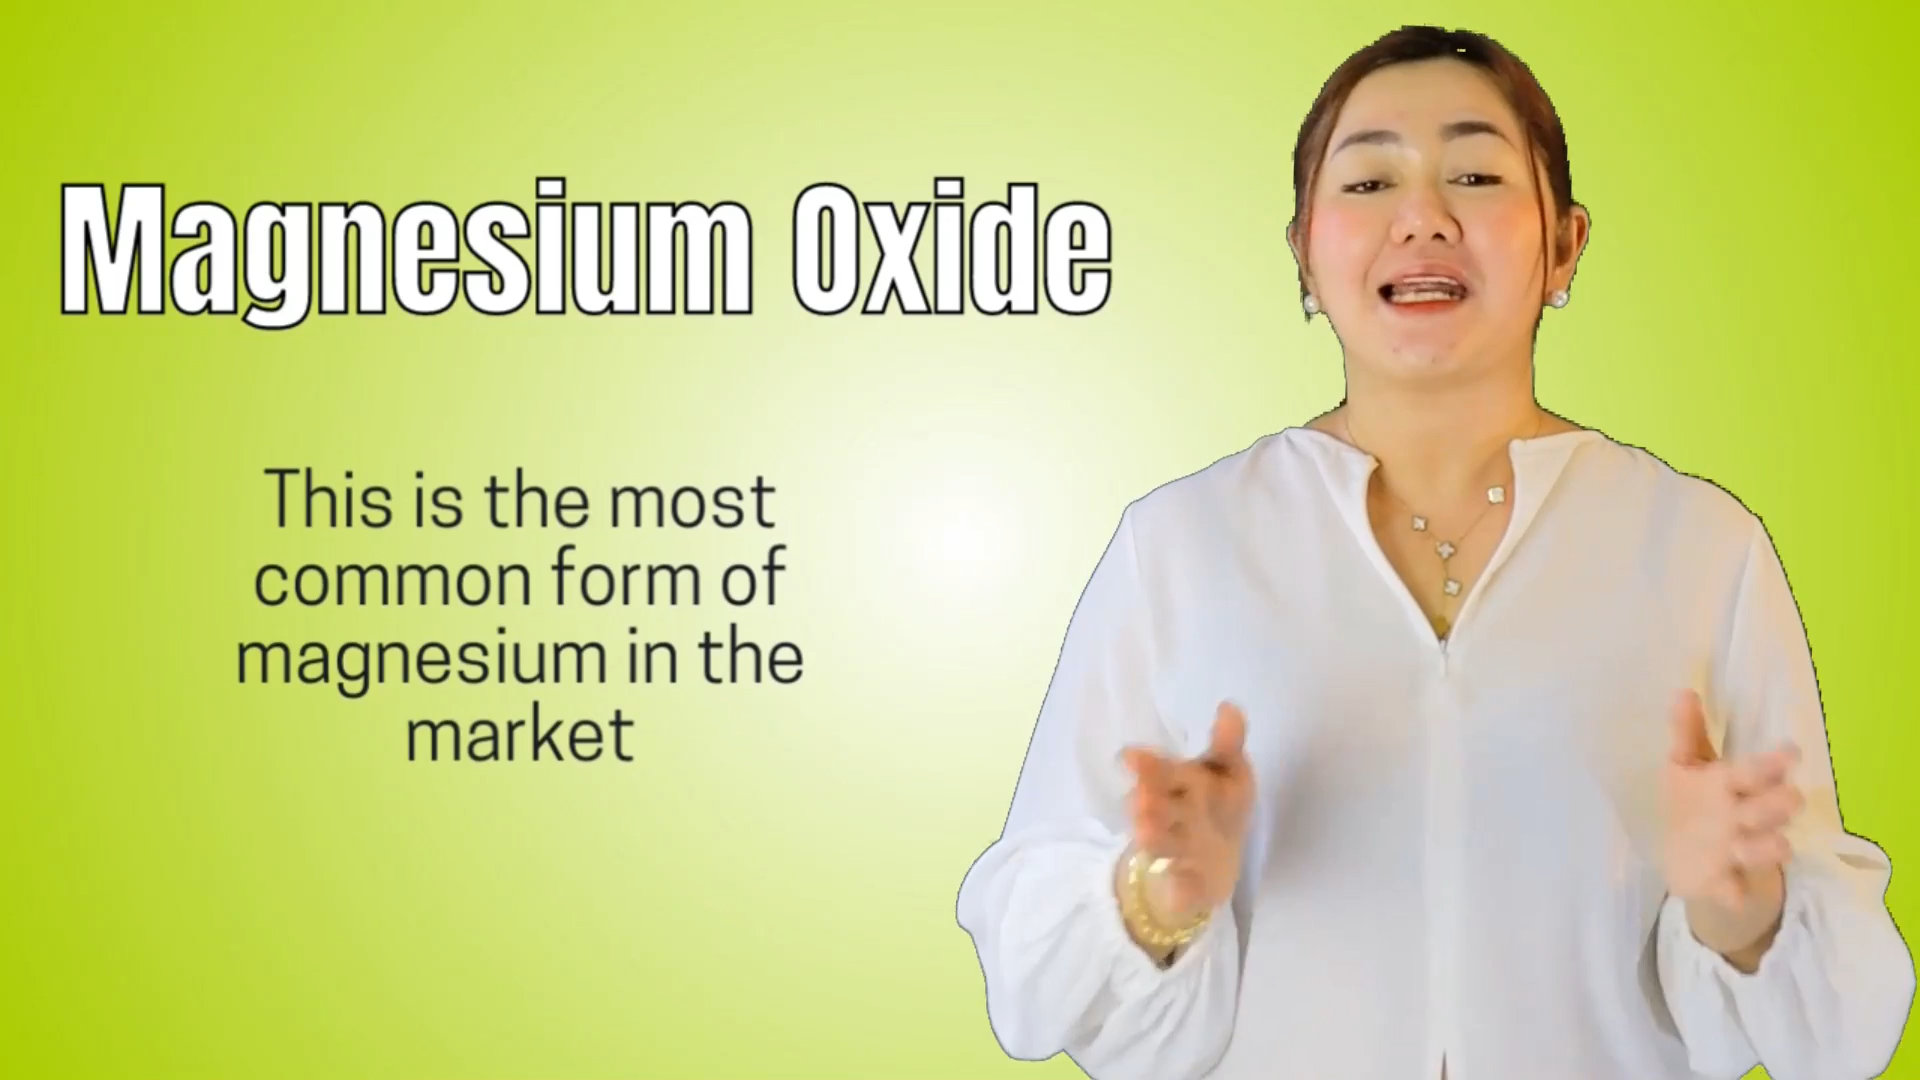 Magnesium Oxide
This is the most
common form of
magnesium in the
market